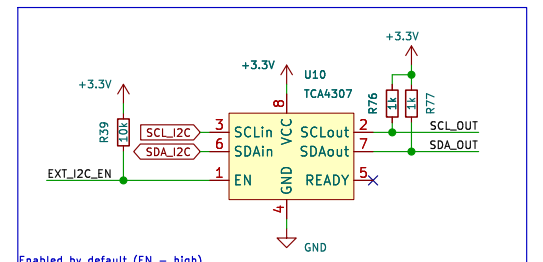 +3.3V
+3.3V
U10
TCA4307
+3.3V
R39
10k
R76
1k
1k
R77
8
VCC
SCL_I2C
3
SCLin
SCLout
2
SCL_OUT
SDA_I2C
6
SDAin
SDAout
7
SDA_OUT
EXT_I2C_EN
1
EN
GND
READY
5
4
GND
Enabled by default (EN – high)